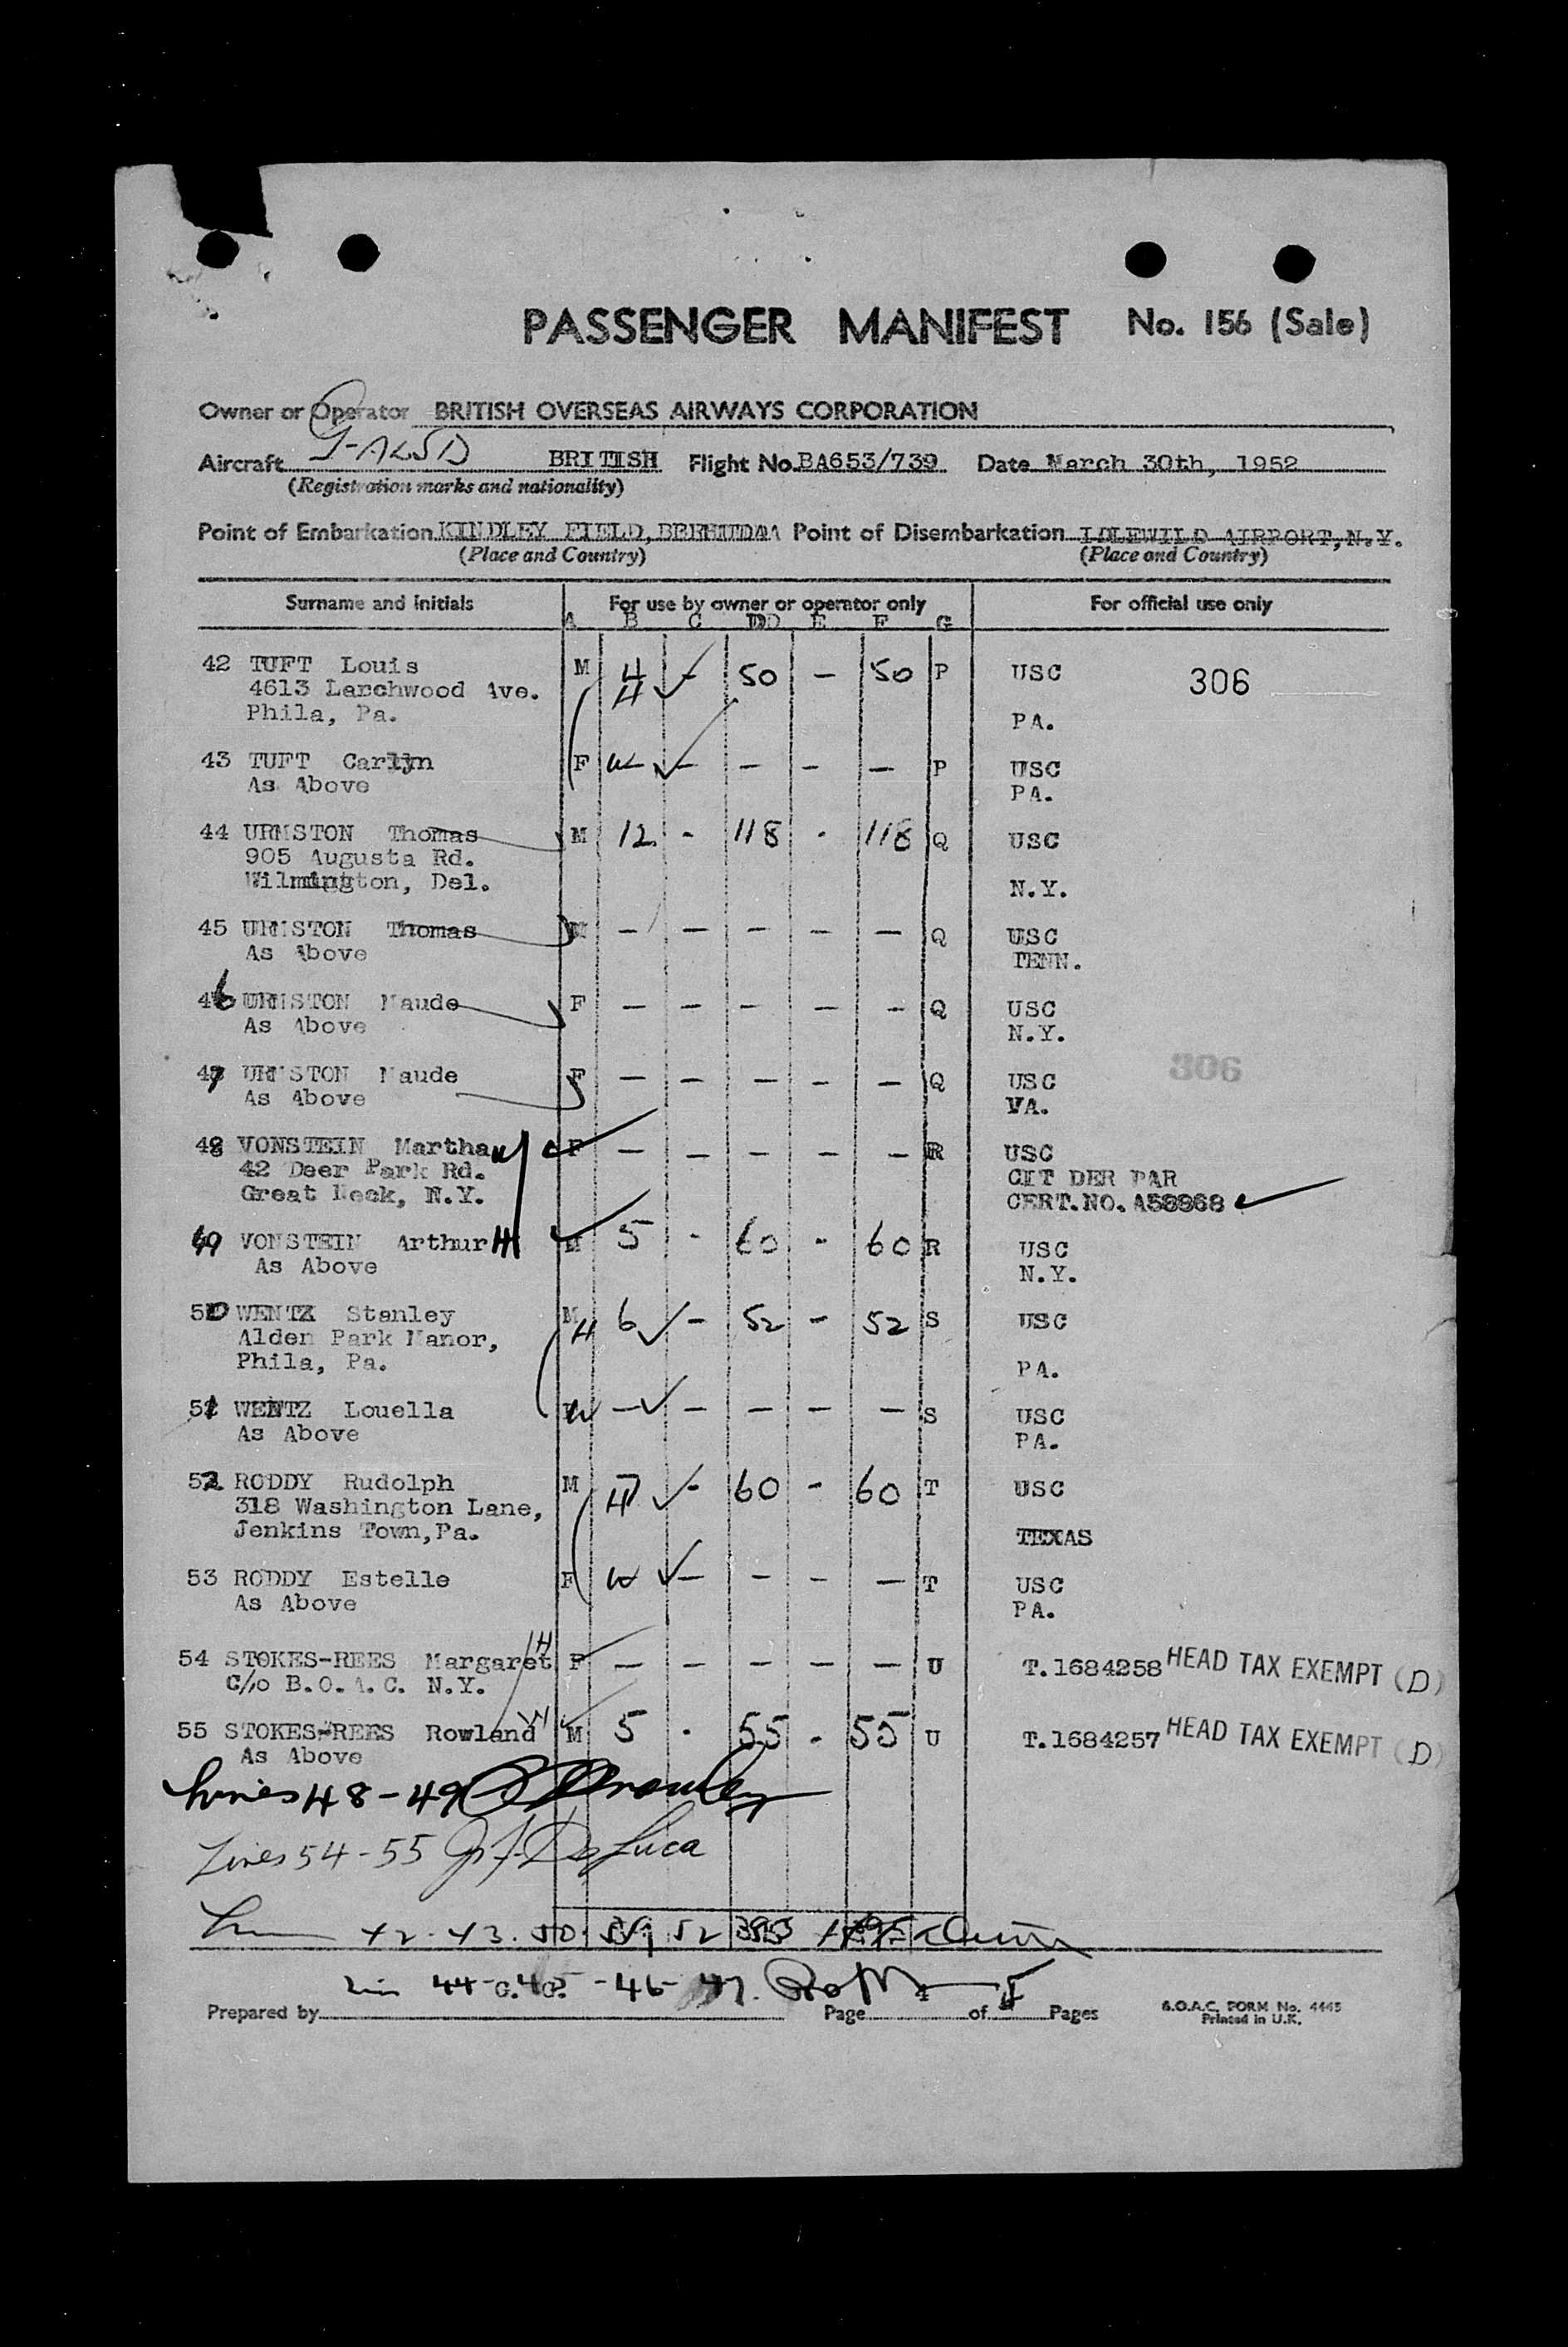 PASSENGER MANIFEST No. 156 (Sale)
Owner or Operator BRITISH OVERSEAS AIRWAYS CORPORATION
Aircraft G-ALSD BRITISH Flight No. BA653/739 Date March 30th, 1952
(Registration marks and nationality)
Point of Embarkation KINDLEY FIELD, BERMUDA Point of Disembarkation IDLEWILD AIRPORT, N.Y.
(Place and Country) (Place and Country)
Surname and Initials For use by owner or operator only For official use only
A B C D E F G
42 TUFT Louis M 4 - 50 - 50 P USC 306
H
4613 Larchwood Ave.
Phila, Pa. PA.
43 TUFT Carlyn F W - - - - P USC
As Above PA.
44 URMSTON Thomas M 12 - 118 - 118 Q USC
905 Augusta Rd.
Wilmington, Del. N.Y.
45 URMSTON Thomas M - - - - - Q USC
As Above TENN.
46 URMSTON Maude F - - - - - Q USC
As Above N.Y.
47 URMSTON Maude F - - - - - Q USC 306
As Above VA.
48 VONSTEIN Martha W F - - - - - R USC
42 Deer Park Rd. CIT DER PAR
Great Neck, N.Y. CERT.NO. A58868
49 VONSTEIN Arthur H M 5 - 60 - 60 R USC
As Above N.Y.
50 WENTZ Stanley M H 6 - 52 - 52 S USC
Alden Park Manor,
Phila, Pa. PA.
51 WENTZ Louella W - - - - - S USC
As Above PA.
52 RODDY Rudolph M H - 60 - 60 T USC
318 Washington Lane,
Jenkins Town, Pa. TEXAS
53 RODDY Estelle F W - - - - T USC
As Above PA.
54 STOKES-REES Margaret H F - - - - - U T.1684258 HEAD TAX EXEMPT (D)
C/o B.O.A.C. N.Y.
55 STOKES-REES Rowland W M 5 - 55 - 55 U T.1684257 HEAD TAX EXEMPT (D)
As Above
Lines 48-49
Lines 54-55 De Luca
42. 43. 50. 52
44- -46- 47.
Prepared by Page of Pages B.O.A.C. FORM No. 4445
Printed in U.K.